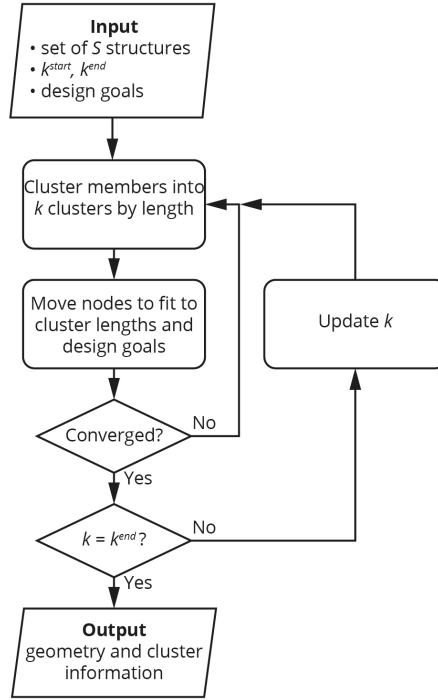 Input
• set of S structures
• k^start, k^end
• design goals
Cluster members into
k clusters by length
Move nodes to fit to
cluster lengths and
design goals
Update k
Converged?
No
Yes
k = k^end ?
No
Yes
Output
geometry and cluster
information